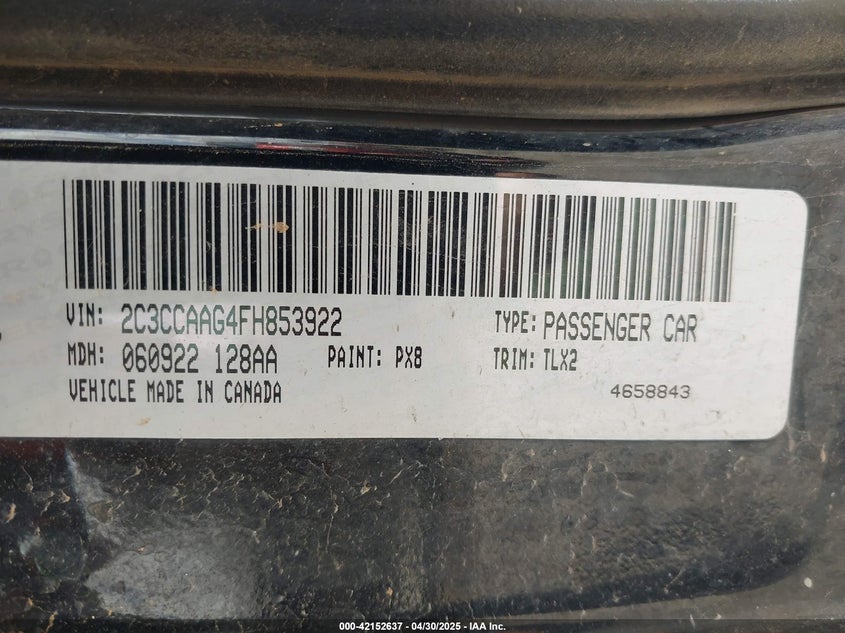 VIN: 2C3CCAAG4FH853922 TYPE: PASSENGER CAR
MDH: 060922 128AA PAINT: PX8 TRIM: TLX2
VEHICLE MADE IN CANADA 4658843
000-42152637 - 04/30/2025 - IAA Inc.